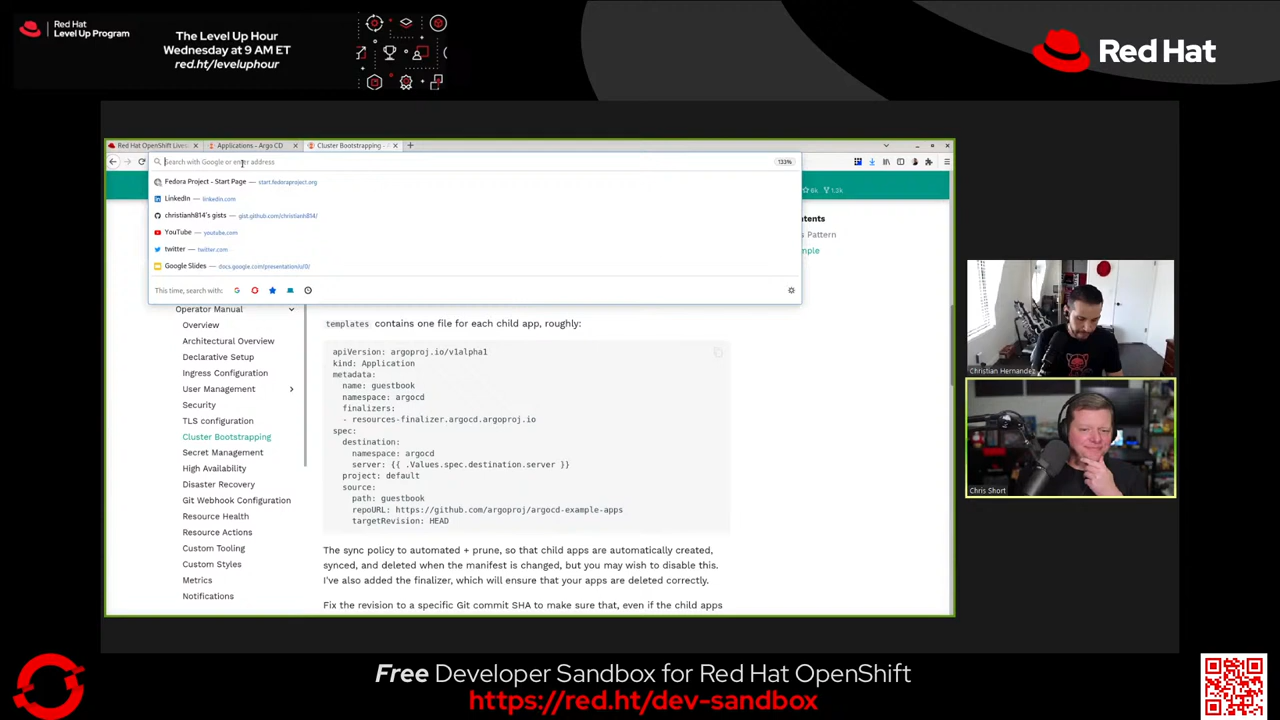 Red Hat
Level Up Program
The Level Up Hour
Wednesday at 9 AM ET
red.ht/leveluphour
Red Hat
Red Hat OpenShift Lives
Applications - Argo CD
Cluster Bootstrapping -
Search with Google or enter address
133%
Fedora Project - Start Page — start.fedoraproject.org
LinkedIn — linkedin.com
christianh814's gists — gist.github.com/christianh814/
YouTube — youtube.com
twitter — twitter.com
Google Slides — docs.google.com/presentation/u/0/
This time, search with:
6k 1.2k
ntents
s Pattern
mple
Operator Manual
Overview
Architectural Overview
Declarative Setup
Ingress Configuration
User Management
Security
TLS configuration
Cluster Bootstrapping
Secret Management
High Availability
Disaster Recovery
Git Webhook Configuration
Resource Health
Resource Actions
Custom Tooling
Custom Styles
Metrics
Notifications
templates contains one file for each child app, roughly:
apiVersion: argoproj.io/v1alpha1
kind: Application
metadata:
name: guestbook
namespace: argocd
finalizers:
- resources-finalizer.argocd.argoproj.io
spec:
destination:
namespace: argocd
server: {{ .Values.spec.destination.server }}
project: default
source:
path: guestbook
repoURL: https://github.com/argoproj/argocd-example-apps
targetRevision: HEAD
The sync policy to automated + prune, so that child apps are automatically created,
synced, and deleted when the manifest is changed, but you may wish to disable this.
I've also added the finalizer, which will ensure that your apps are deleted correctly.
Fix the revision to a specific Git commit SHA to make sure that, even if the child apps
Christian Hernandez
Chris Short
Free Developer Sandbox for Red Hat OpenShift
https://red.ht/dev-sandbox